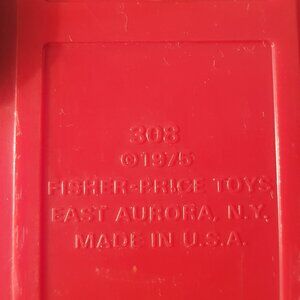 308
©1975
FISHER-PRICE TOYS
EAST AURORA, N.Y.
MADE IN U.S.A.